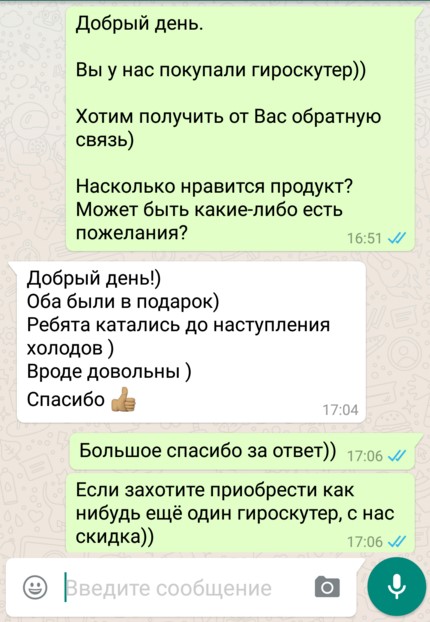 Добрый день.
Вы у нас покупали гироскутер))
Хотим получить от Вас обратную
связь)
Насколько нравится продукт?
Может быть какие-либо есть
пожелания?
16:51
Добрый день!)
Оба были в подарок)
Ребята катались до наступления
холодов )
Вроде довольны )
Спасибо 👍🏽
17:04
Большое спасибо за ответ))
17:06
Если захотите приобрести как
нибудь ещё один гироскутер, с нас
скидка))
17:06
Введите сообщение